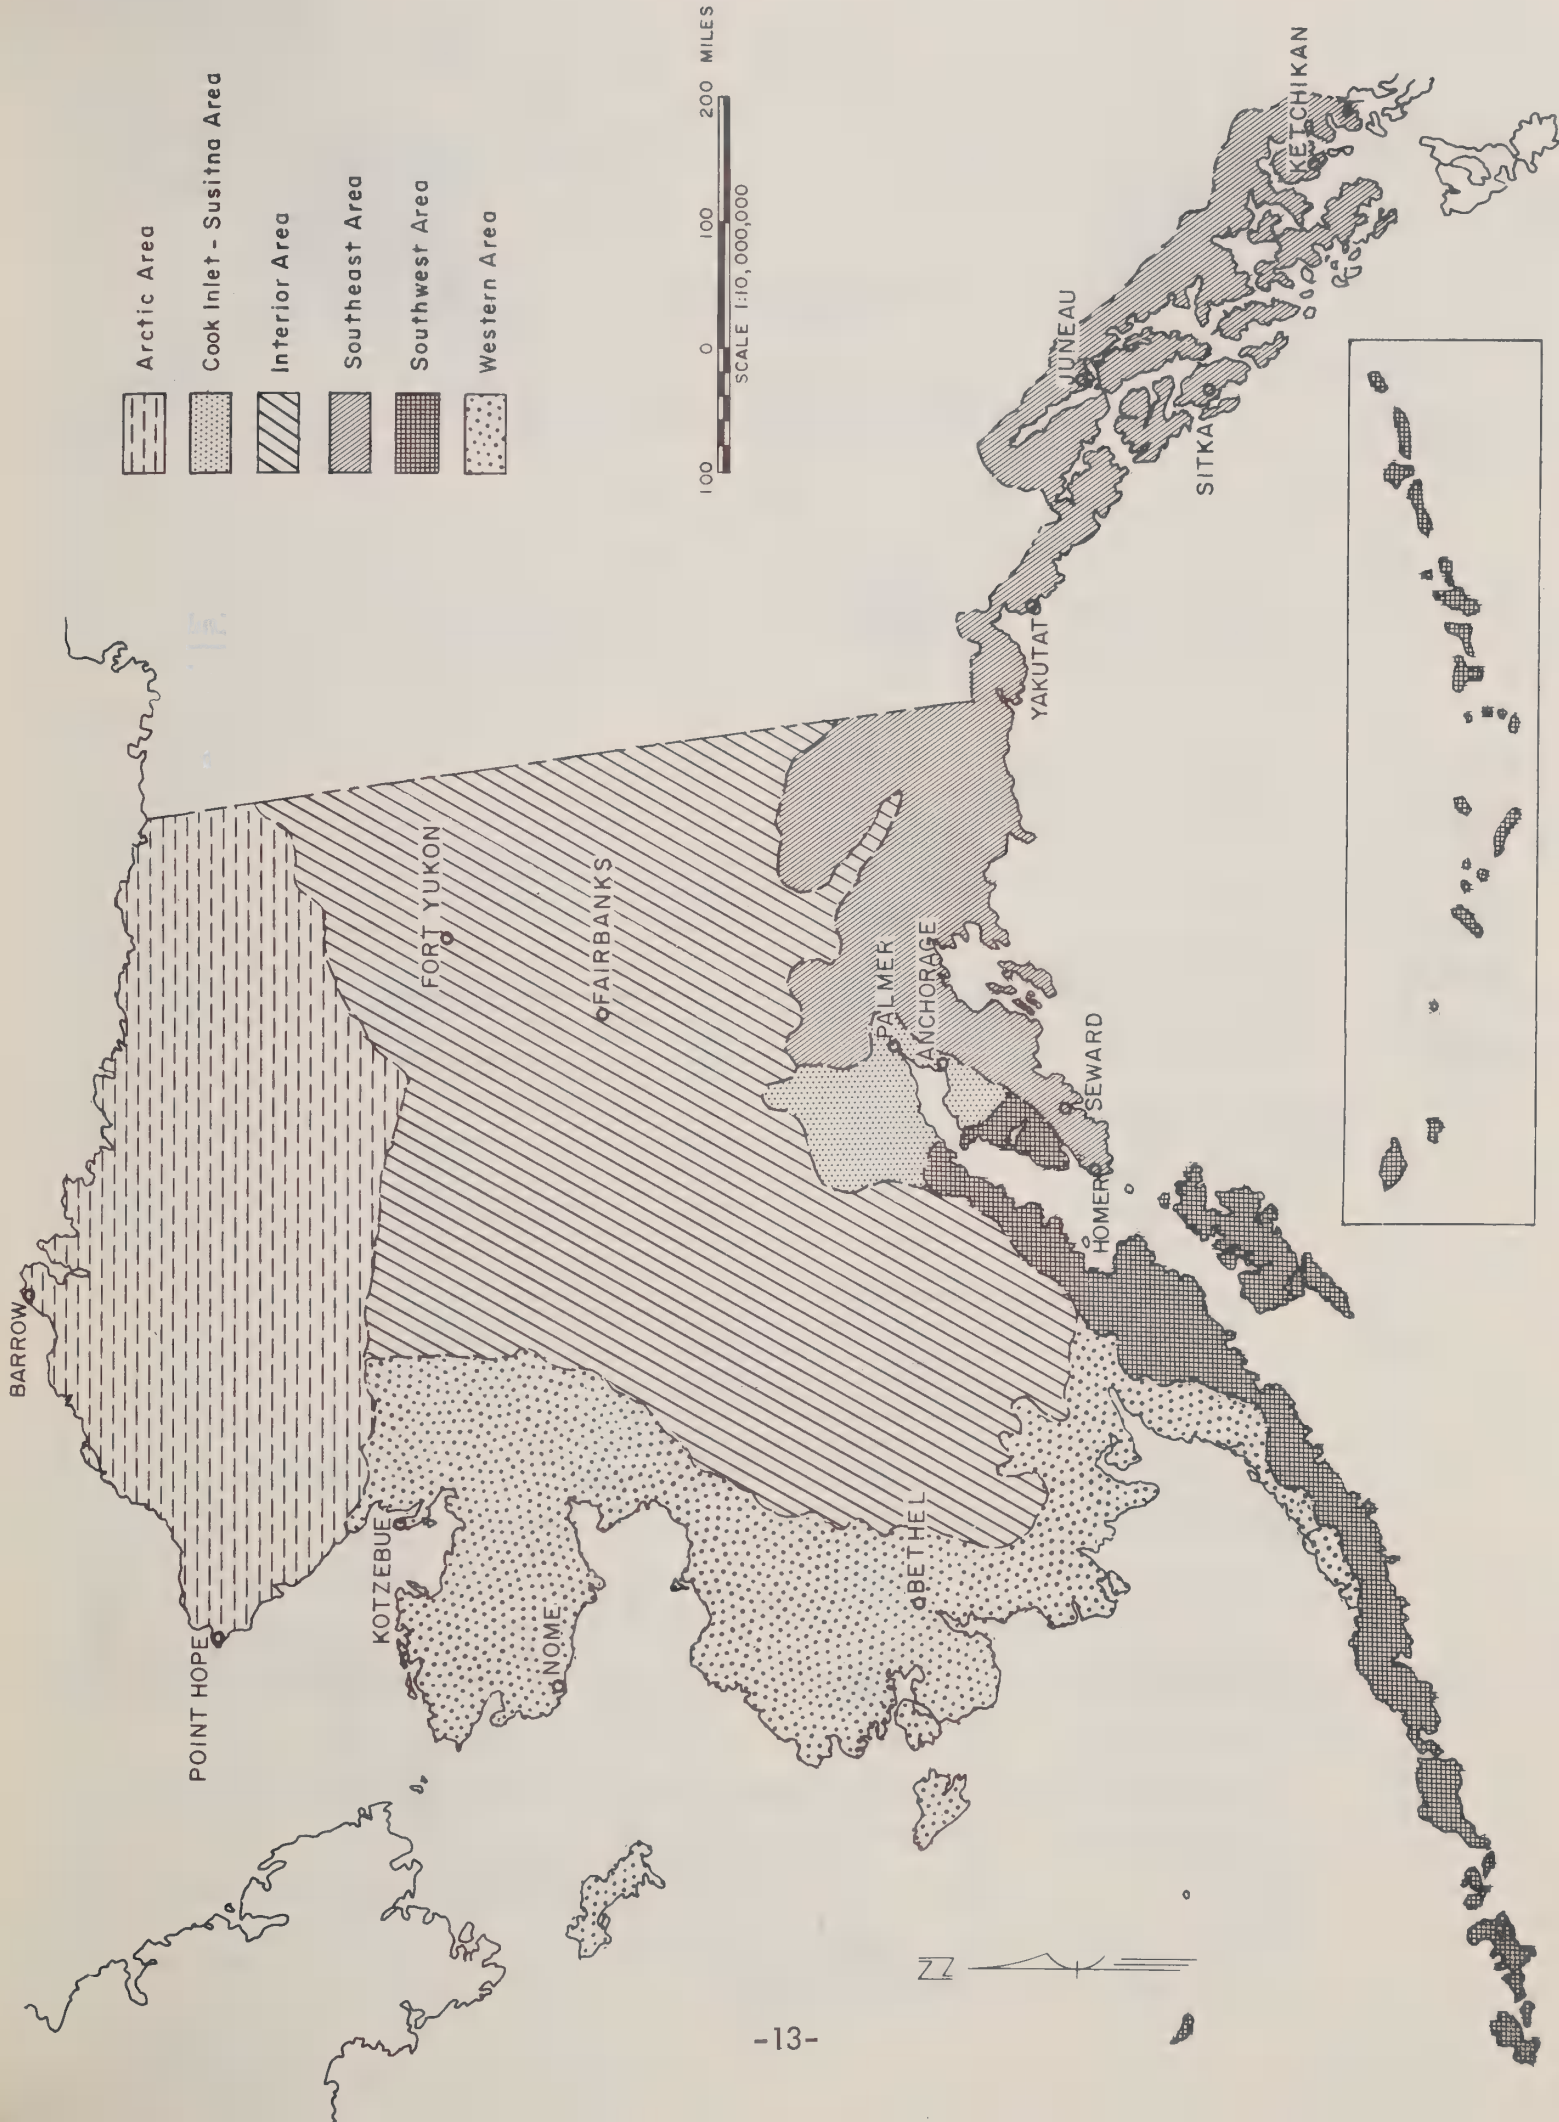 Arctic Area
Cook Inlet - Susitna Area
Interior Area
Southeast Area
Southwest Area
Western Area
100 0 100 200 MILES
SCALE 1:10,000,000
BARROW
POINT HOPE
KOTZEBUE
NOME
FORT YUKON
FAIRBANKS
BETHEL
PALMER
ANCHORAGE
SEWARD
HOMER
YAKUTAT
JUNEAU
SITKA
KETCHIKAN
-13-